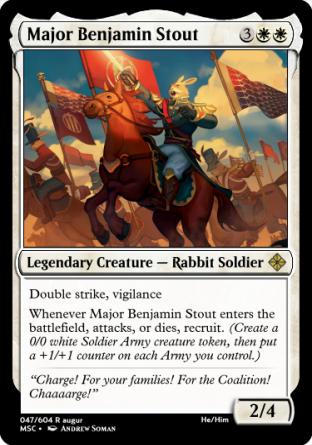 Major Benjamin Stout 3
Legendary Creature — Rabbit Soldier
Double strike, vigilance
Whenever Major Benjamin Stout enters the
battlefield, attacks, or dies, recruit. (Create a
0/0 white Soldier Army creature token, then put
a +1/+1 counter on each Army you control.)
“Charge! For your families! For the Coalition!
Chaaaarge!”
2/4
047/604 R augur He/Him
MSC • ANDREW SOMAN